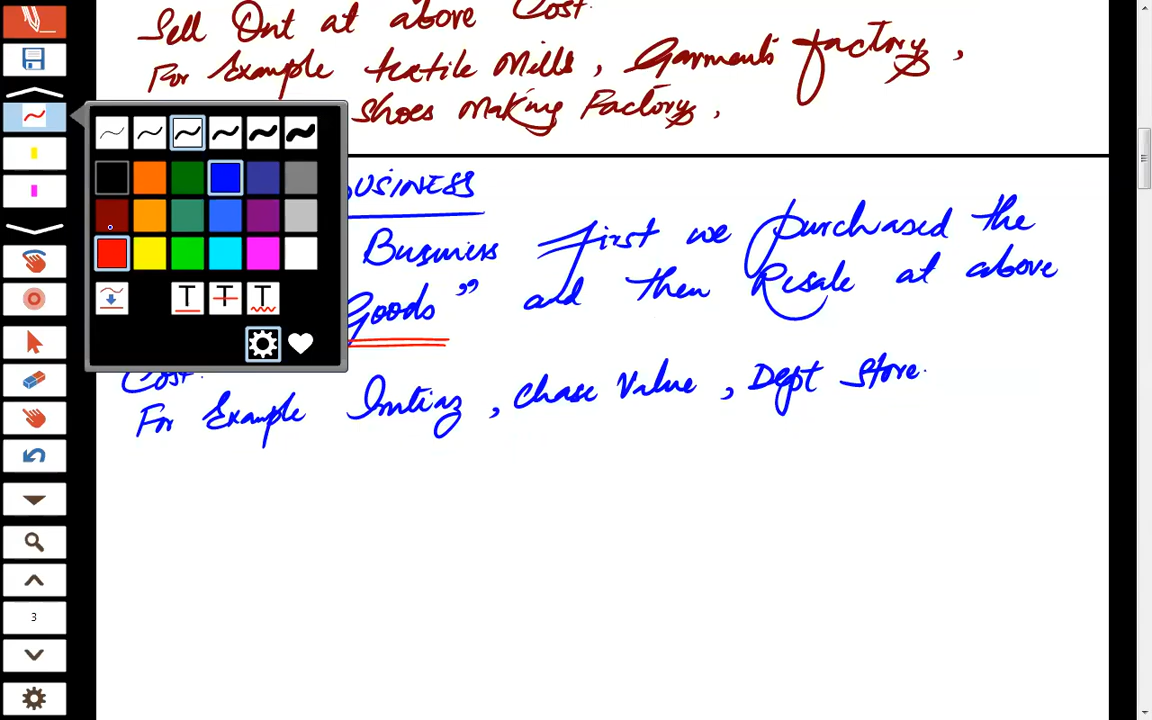 Sell Out at above Cost.
For Example textile Mills, Garments factory,
shoes Making Factory.
BUSINESS
Business first we purchased the
Goods" and then Resale at above
Cost.
For Example Imtiaz, Chase Value, Dept Store.
T T T
3